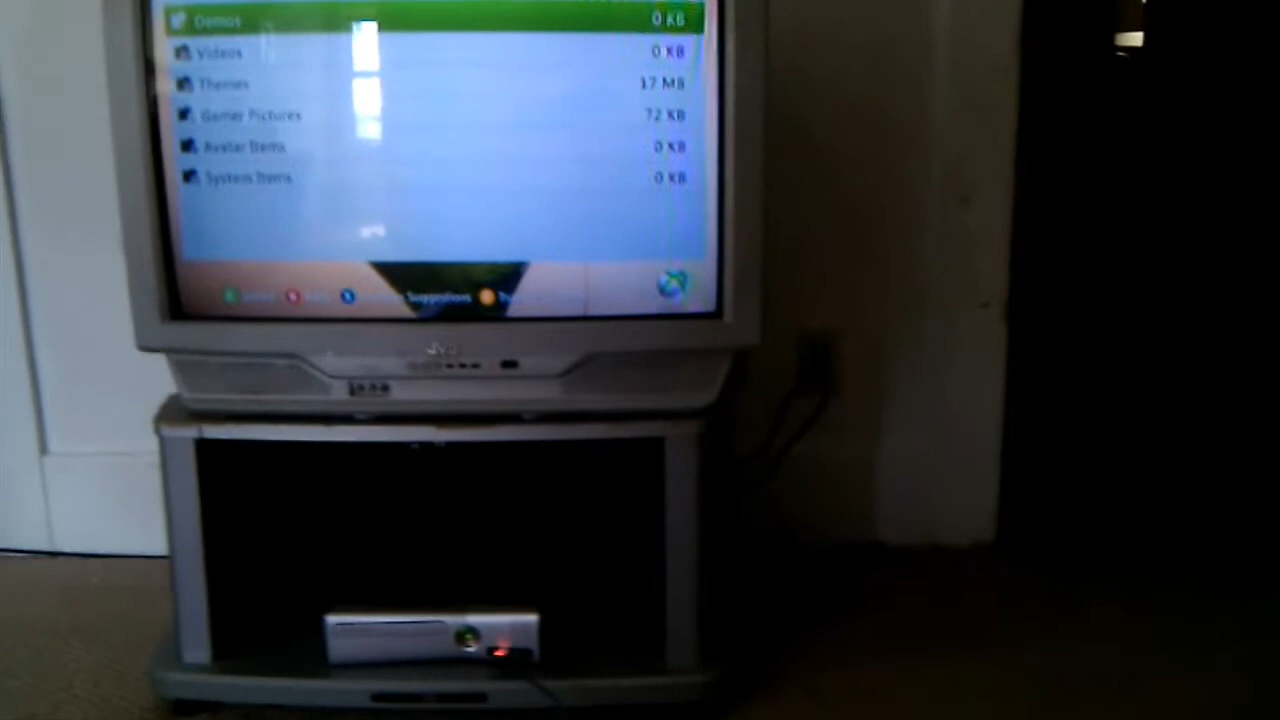 Demos 0 KB
Videos 0 KB
Themes 17 MB
Gamer Pictures 72 KB
Avatar Items 0 KB
System Items 0 KB
Suggestions
JVC